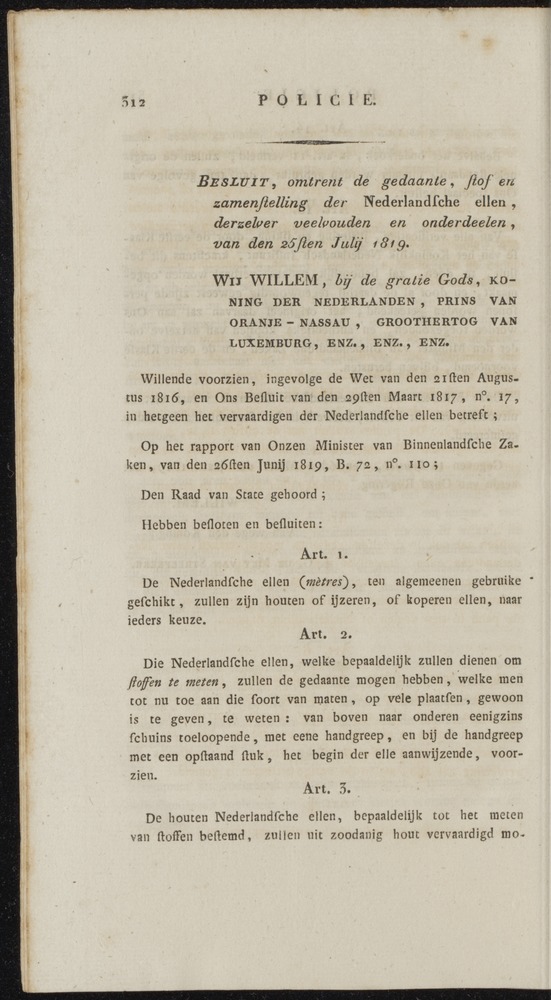 312 POLICIE.
BESLUIT, omtrent de gedaante, ſtof en
zamenſtelling der Nederlandſche ellen,
derzelver veelvouden en onderdeelen,
van den 25ſten Julij 1819.
WIJ WILLEM, bij de gratie Gods, KO-
NING DER NEDERLANDEN, PRINS VAN
ORANJE-NASSAU, GROOTHERTOG VAN
LUXEMBURG, ENZ., ENZ., ENZ.
Willende voorzien, ingevolge de Wet van den 21ſten Augus-
tus 1816, en Ons Beſluit van den 29ſten Maart 1817, nº. 17,
in hetgeen het vervaardigen der Nederlandſche ellen betreft;
Op het rapport van Onzen Miniſter van Binnenlandſche Za-
ken, van den 26ſten Junij 1819, B. 72, nº. 110;
Den Raad van State gehoord;
Hebben beſloten en beſluiten:
Art. 1.
De Nederlandſche ellen (mètres), ten algemeenen gebruike
geſchikt, zullen zijn houten of ijzeren, of koperen ellen, naar
ieders keuze.
Art. 2.
Die Nederlandſche ellen, welke bepaaldelijk zullen dienen om
ſtoffen te meten, zullen de gedaante mogen hebben, welke men
tot nu toe aan die ſoort van maten, op vele plaatſen, gewoon
is te geven, te weten: van boven naar onderen eenigzins
ſchuins toeloopende, met eene handgreep, en bij de handgreep
met een opſtaand ſtuk, het begin der elle aanwijzende, voor-
zien.
Art. 3.
De houten Nederlandſche ellen, bepaaldelijk tot het meten
van ſtoffen beſtemd, zullen uit zoodanig hout vervaardigd mo-